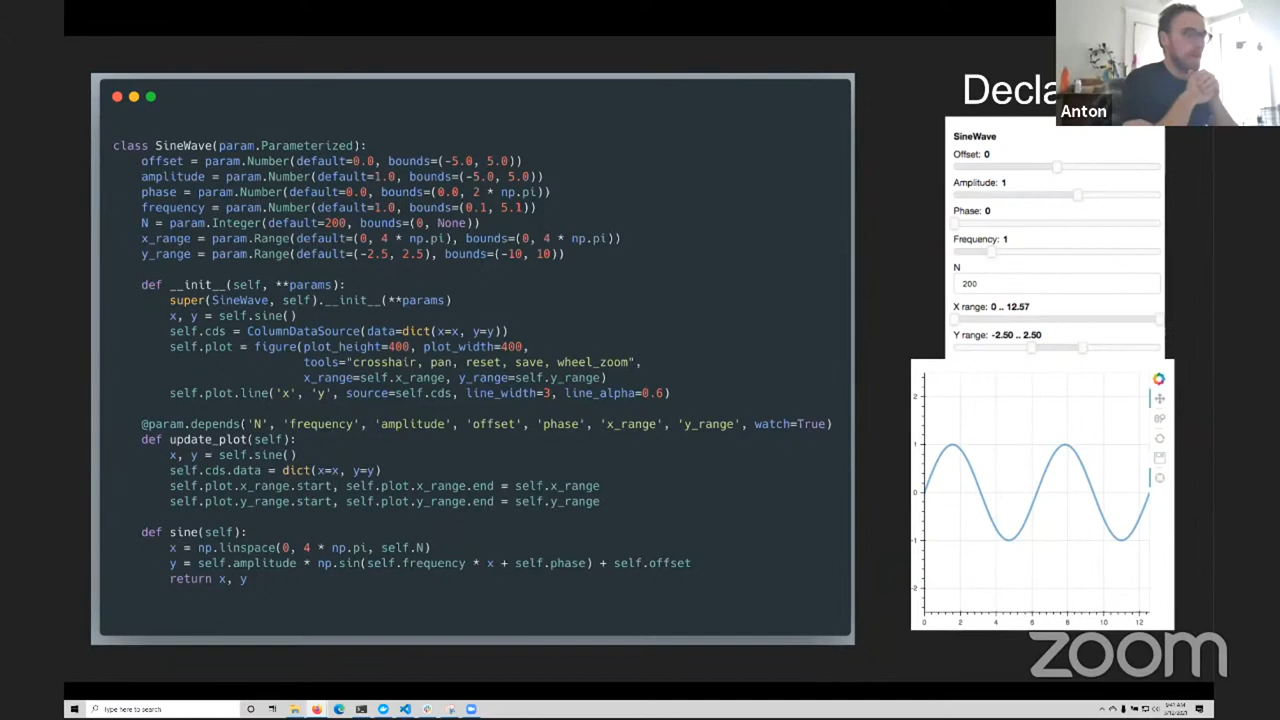 class SineWave(param.Parameterized):
offset = param.Number(default=0.0, bounds=(-5.0, 5.0))
amplitude = param.Number(default=1.0, bounds=(-5.0, 5.0))
phase = param.Number(default=0.0, bounds=(0.0, 2 * np.pi))
frequency = param.Number(default=1.0, bounds=(0.1, 5.1))
N = param.Integer(default=200, bounds=(0, None))
x_range = param.Range(default=(0, 4 * np.pi), bounds=(0, 4 * np.pi))
y_range = param.Range(default=(-2.5, 2.5), bounds=(-10, 10))
def __init__(self, **params):
super(SineWave, self).__init__(**params)
x, y = self.sine()
self.cds = ColumnDataSource(data=dict(x=x, y=y))
self.plot = figure(plot_height=400, plot_width=400,
tools="crosshair, pan, reset, save, wheel_zoom",
x_range=self.x_range, y_range=self.y_range)
self.plot.line('x', 'y', source=self.cds, line_width=3, line_alpha=0.6)
@param.depends('N', 'frequency', 'amplitude', 'offset', 'phase', 'x_range', 'y_range', watch=True)
def update_plot(self):
x, y = self.sine()
self.cds.data = dict(x=x, y=y)
self.plot.x_range.start, self.plot.x_range.end = self.x_range
self.plot.y_range.start, self.plot.y_range.end = self.y_range
def sine(self):
x = np.linspace(0, 4 * np.pi, self.N)
y = self.amplitude * np.sin(self.frequency * x + self.phase) + self.offset
return x, y
Decla
Anton
SineWave
Offset: 0
Amplitude: 1
Phase: 0
Frequency: 1
N
200
X range: 0 .. 12.57
Y range: -2.50 .. 2.50
2
1
0
-1
-2
0 2 4 6 8 10 12
zoom
Type here to search
9:41 AM